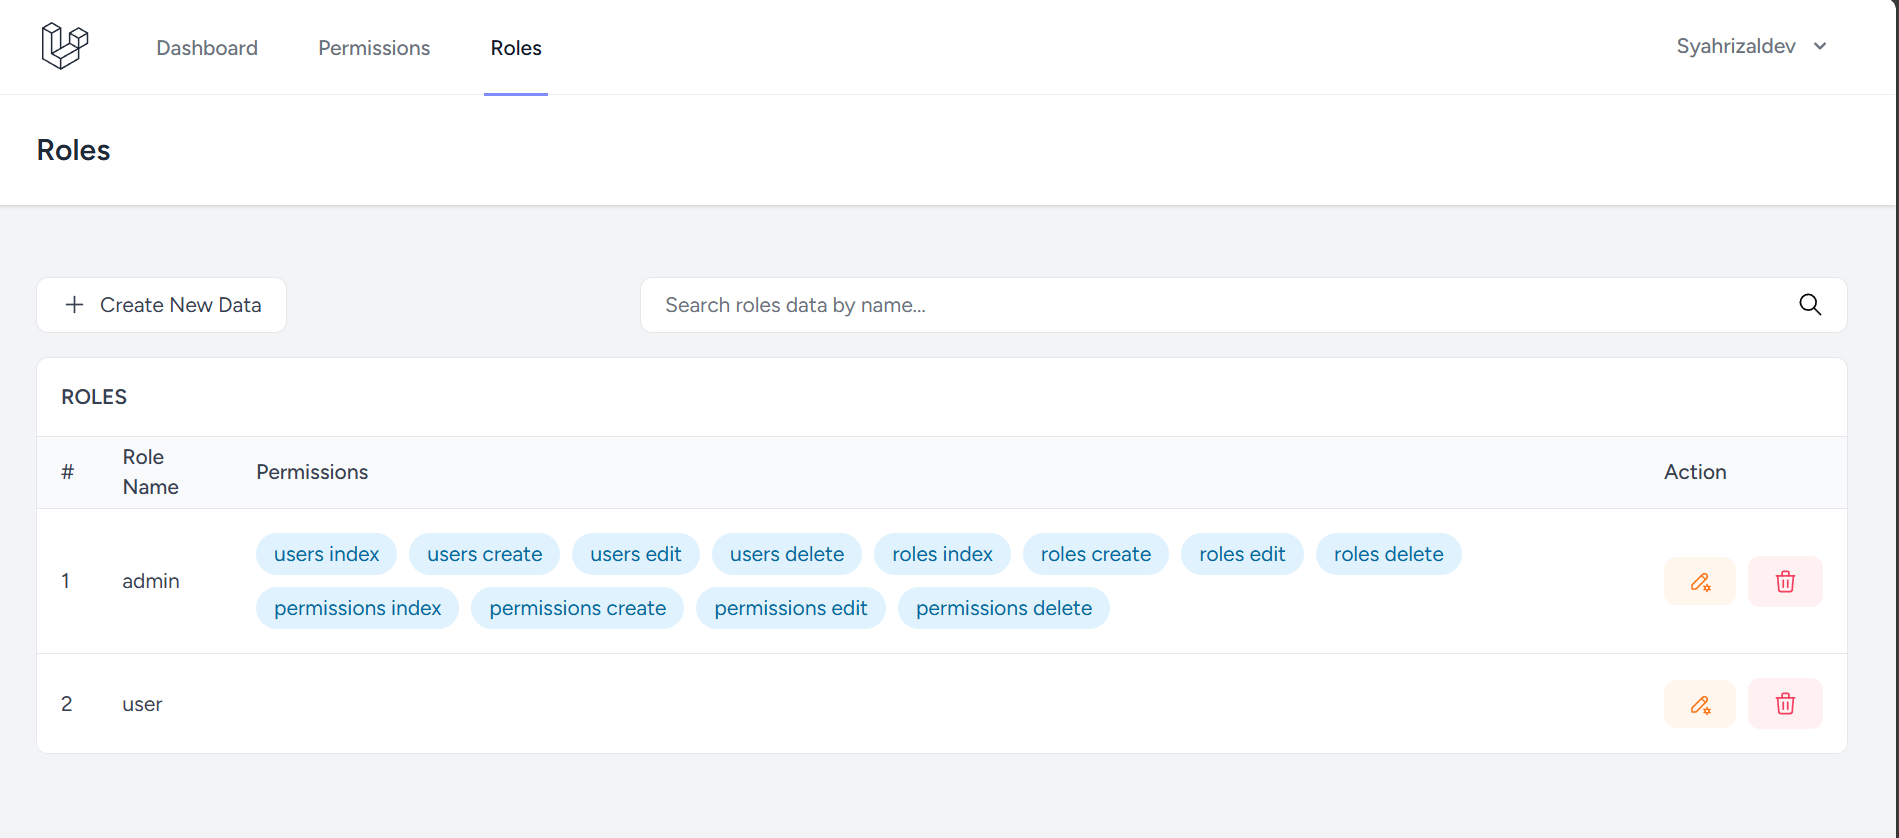 Dashboard Permissions Roles Syahrizaldev
Roles
Create New Data Search roles data by name...
ROLES
# Role Name Permissions Action
1 admin users index users create users edit users delete roles index roles create roles edit roles delete
permissions index permissions create permissions edit permissions delete
2 user